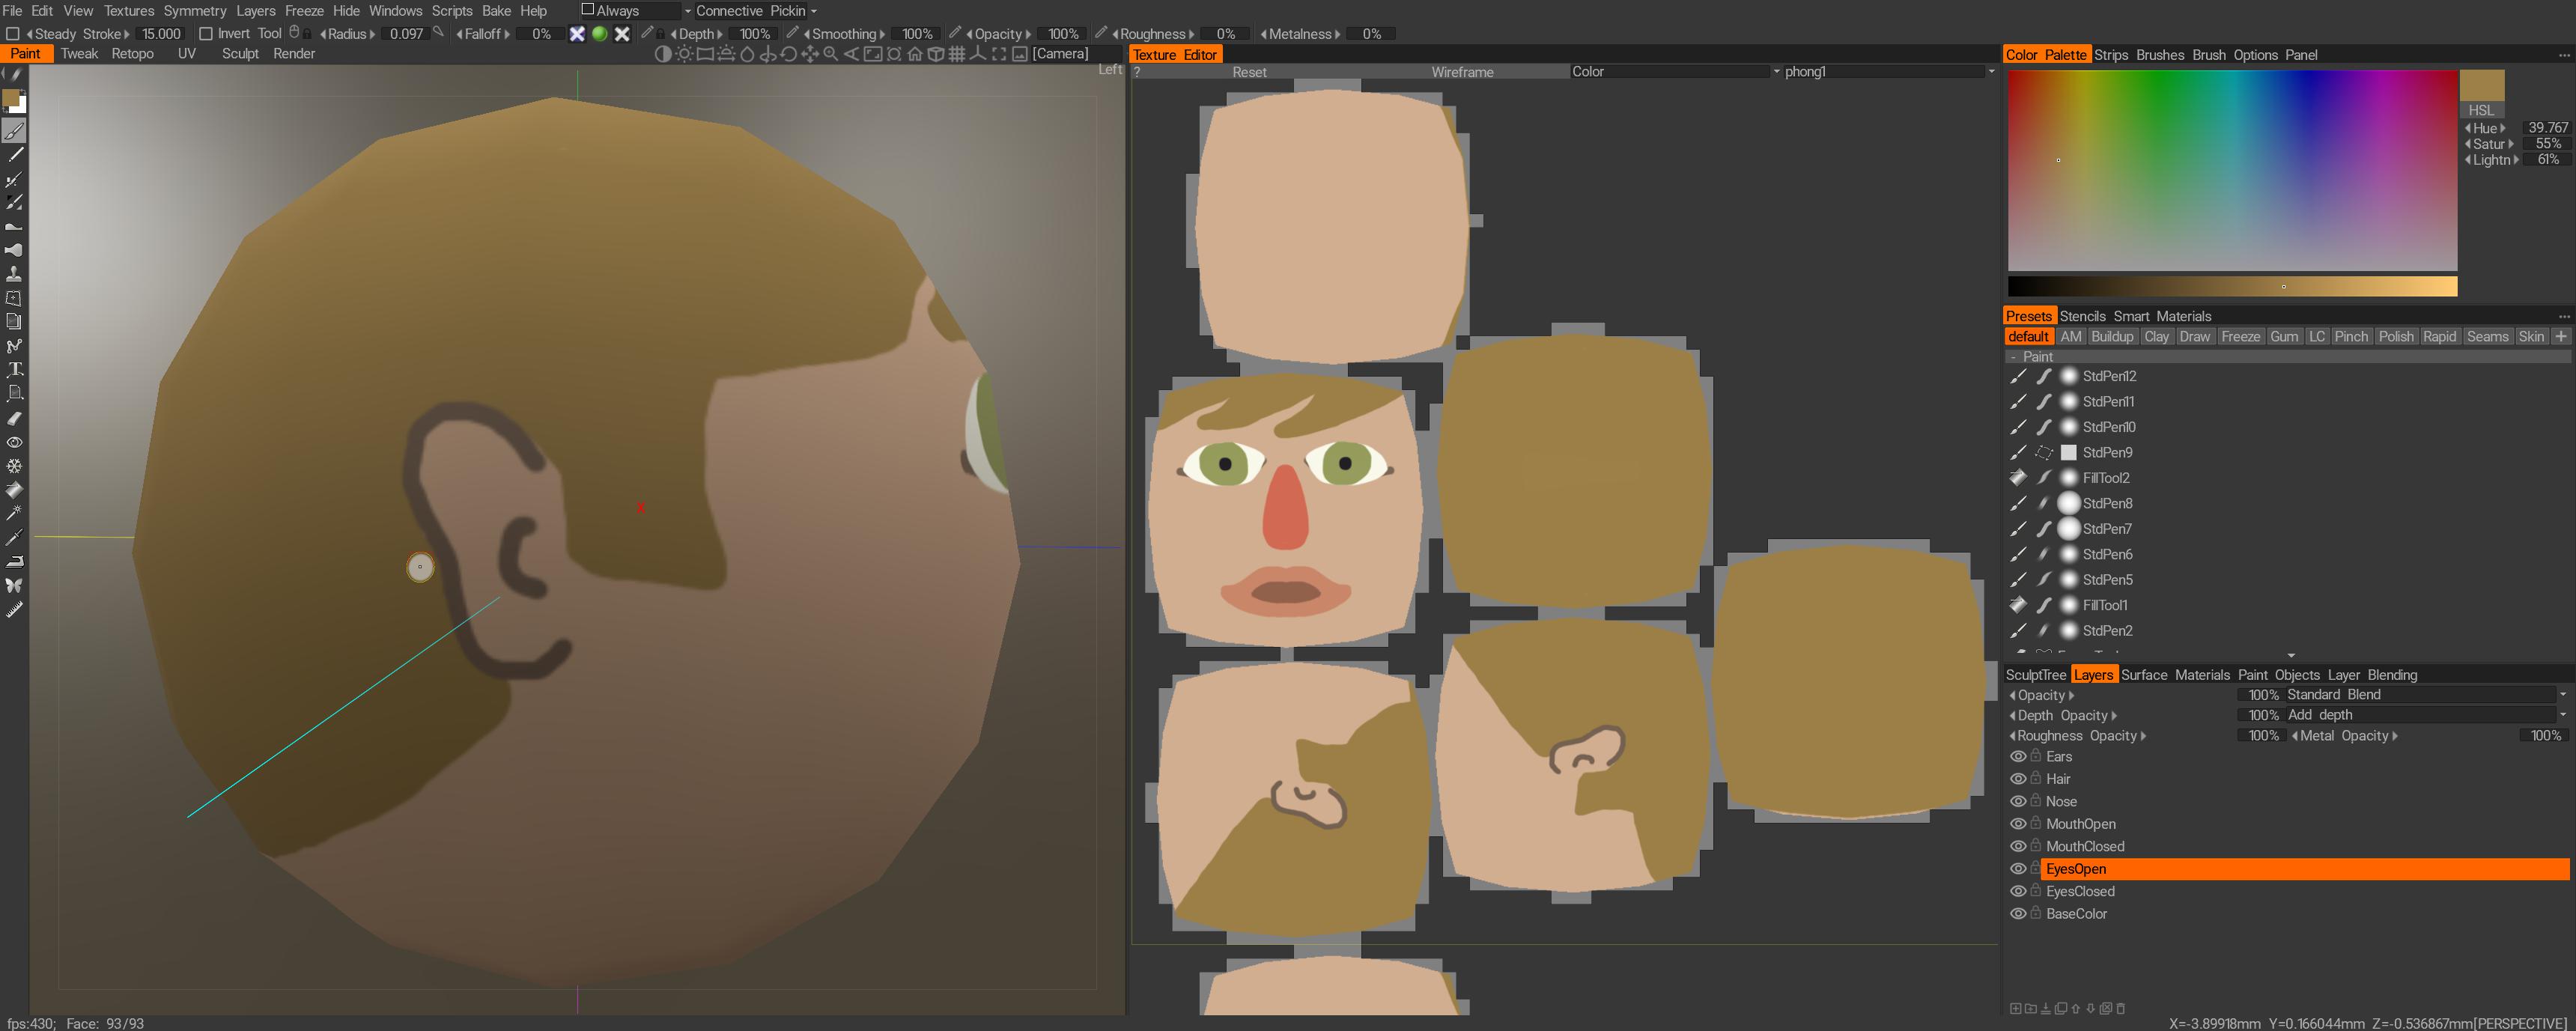 File Edit View Textures Symmetry Layers Freeze Hide Windows Scripts Bake Help Always Connective Pickin
Steady Stroke 15.000 Invert Tool Radius 0.097 Falloff 0% Depth 100% Smoothing 100% Opacity 100% Roughness 0% Metalness 0%
Paint Tweak Retopo UV Sculpt Render [Camera]
Left
Texture Editor
? Reset Wireframe Color phong1
Color Palette Strips Brushes Brush Options Panel
HSL
Hue 39.767
Satur 55%
Lightn 61%
Presets Stencils Smart Materials
default AM Buildup Clay Draw Freeze Gum LC Pinch Polish Rapid Seams Skin +
- Paint
StdPen12
StdPen11
StdPen10
StdPen9
FillTool2
StdPen8
StdPen7
StdPen6
StdPen5
FillTool1
StdPen2
SculptTree Layers Surface Materials Paint Objects Layer Blending
Opacity 100% Standard Blend
Depth Opacity 100% Add depth
Roughness Opacity 100% Metal Opacity 100%
Ears
Hair
Nose
MouthOpen
MouthClosed
EyesOpen
EyesClosed
BaseColor
fps:430; Face: 93/93
X=-3.89918mm Y=0.166044mm Z=-0.536867mm[PERSPECTIVE]